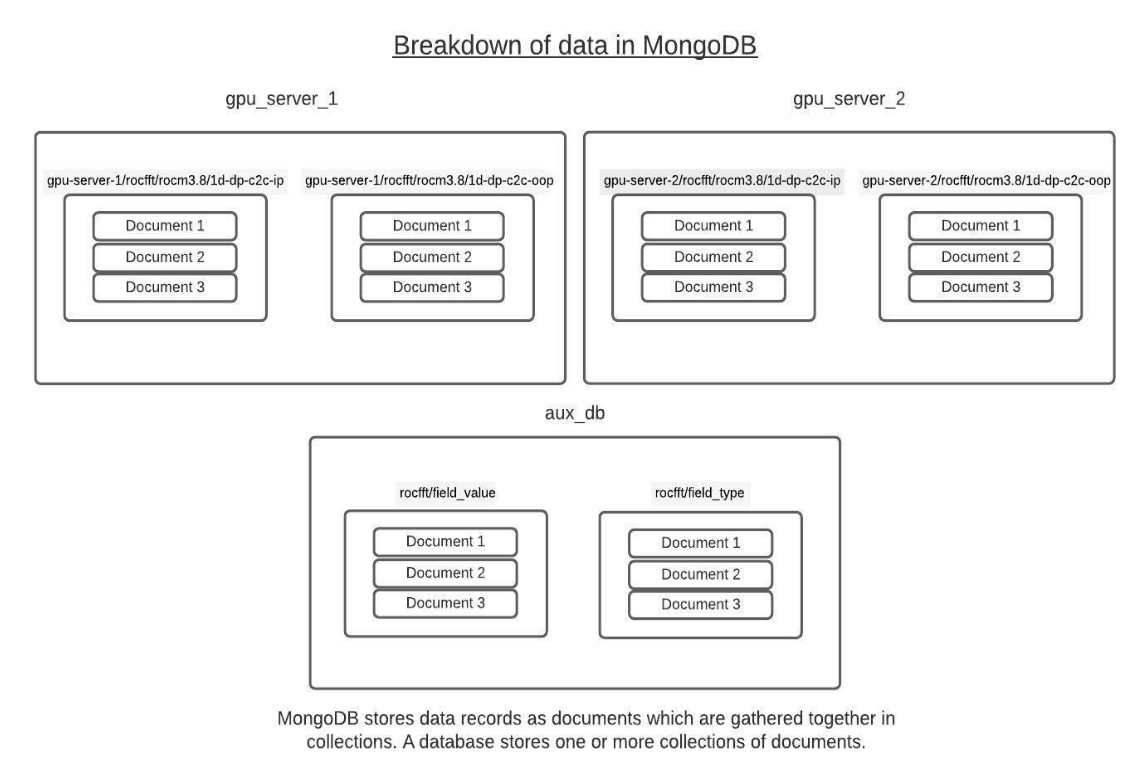 Breakdown of data in MongoDB
gpu_server_1
gpu-server-1/rocfft/rocm3.8/1d-dp-c2c-ip
Document 1
Document 2
Document 3
gpu-server-1/rocfft/rocm3.8/1d-dp-c2c-oop
Document 1
Document 2
Document 3
gpu_server_2
gpu-server-2/rocfft/rocm3.8/1d-dp-c2c-ip
Document 1
Document 2
Document 3
gpu-server-2/rocfft/rocm3.8/1d-dp-c2c-oop
Document 1
Document 2
Document 3
aux_db
rocfft/field_value
Document 1
Document 2
Document 3
rocfft/field_type
Document 1
Document 2
Document 3
MongoDB stores data records as documents which are gathered together in
collections. A database stores one or more collections of documents.